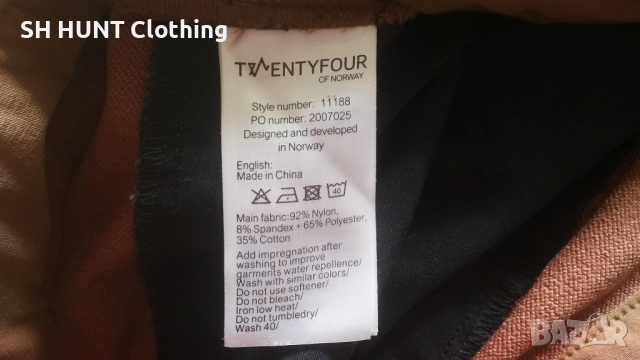 SH HUNT Clothing
TWENTYFOUR
OF NORWAY
Style number: 11188
PO number: 2007025
Designed and developed
in Norway
English:
Made in China
40
Main fabric:92% Nylon,
8% Spandex + 65% Polyester,
35% Cotton
Add impregnation after
washing to improve
garments water repellence/
Wash with similar colors/
Do not use softener/
Do not bleach/
Iron low heat/
Do not tumbledry/
Wash 40/
BAZAR